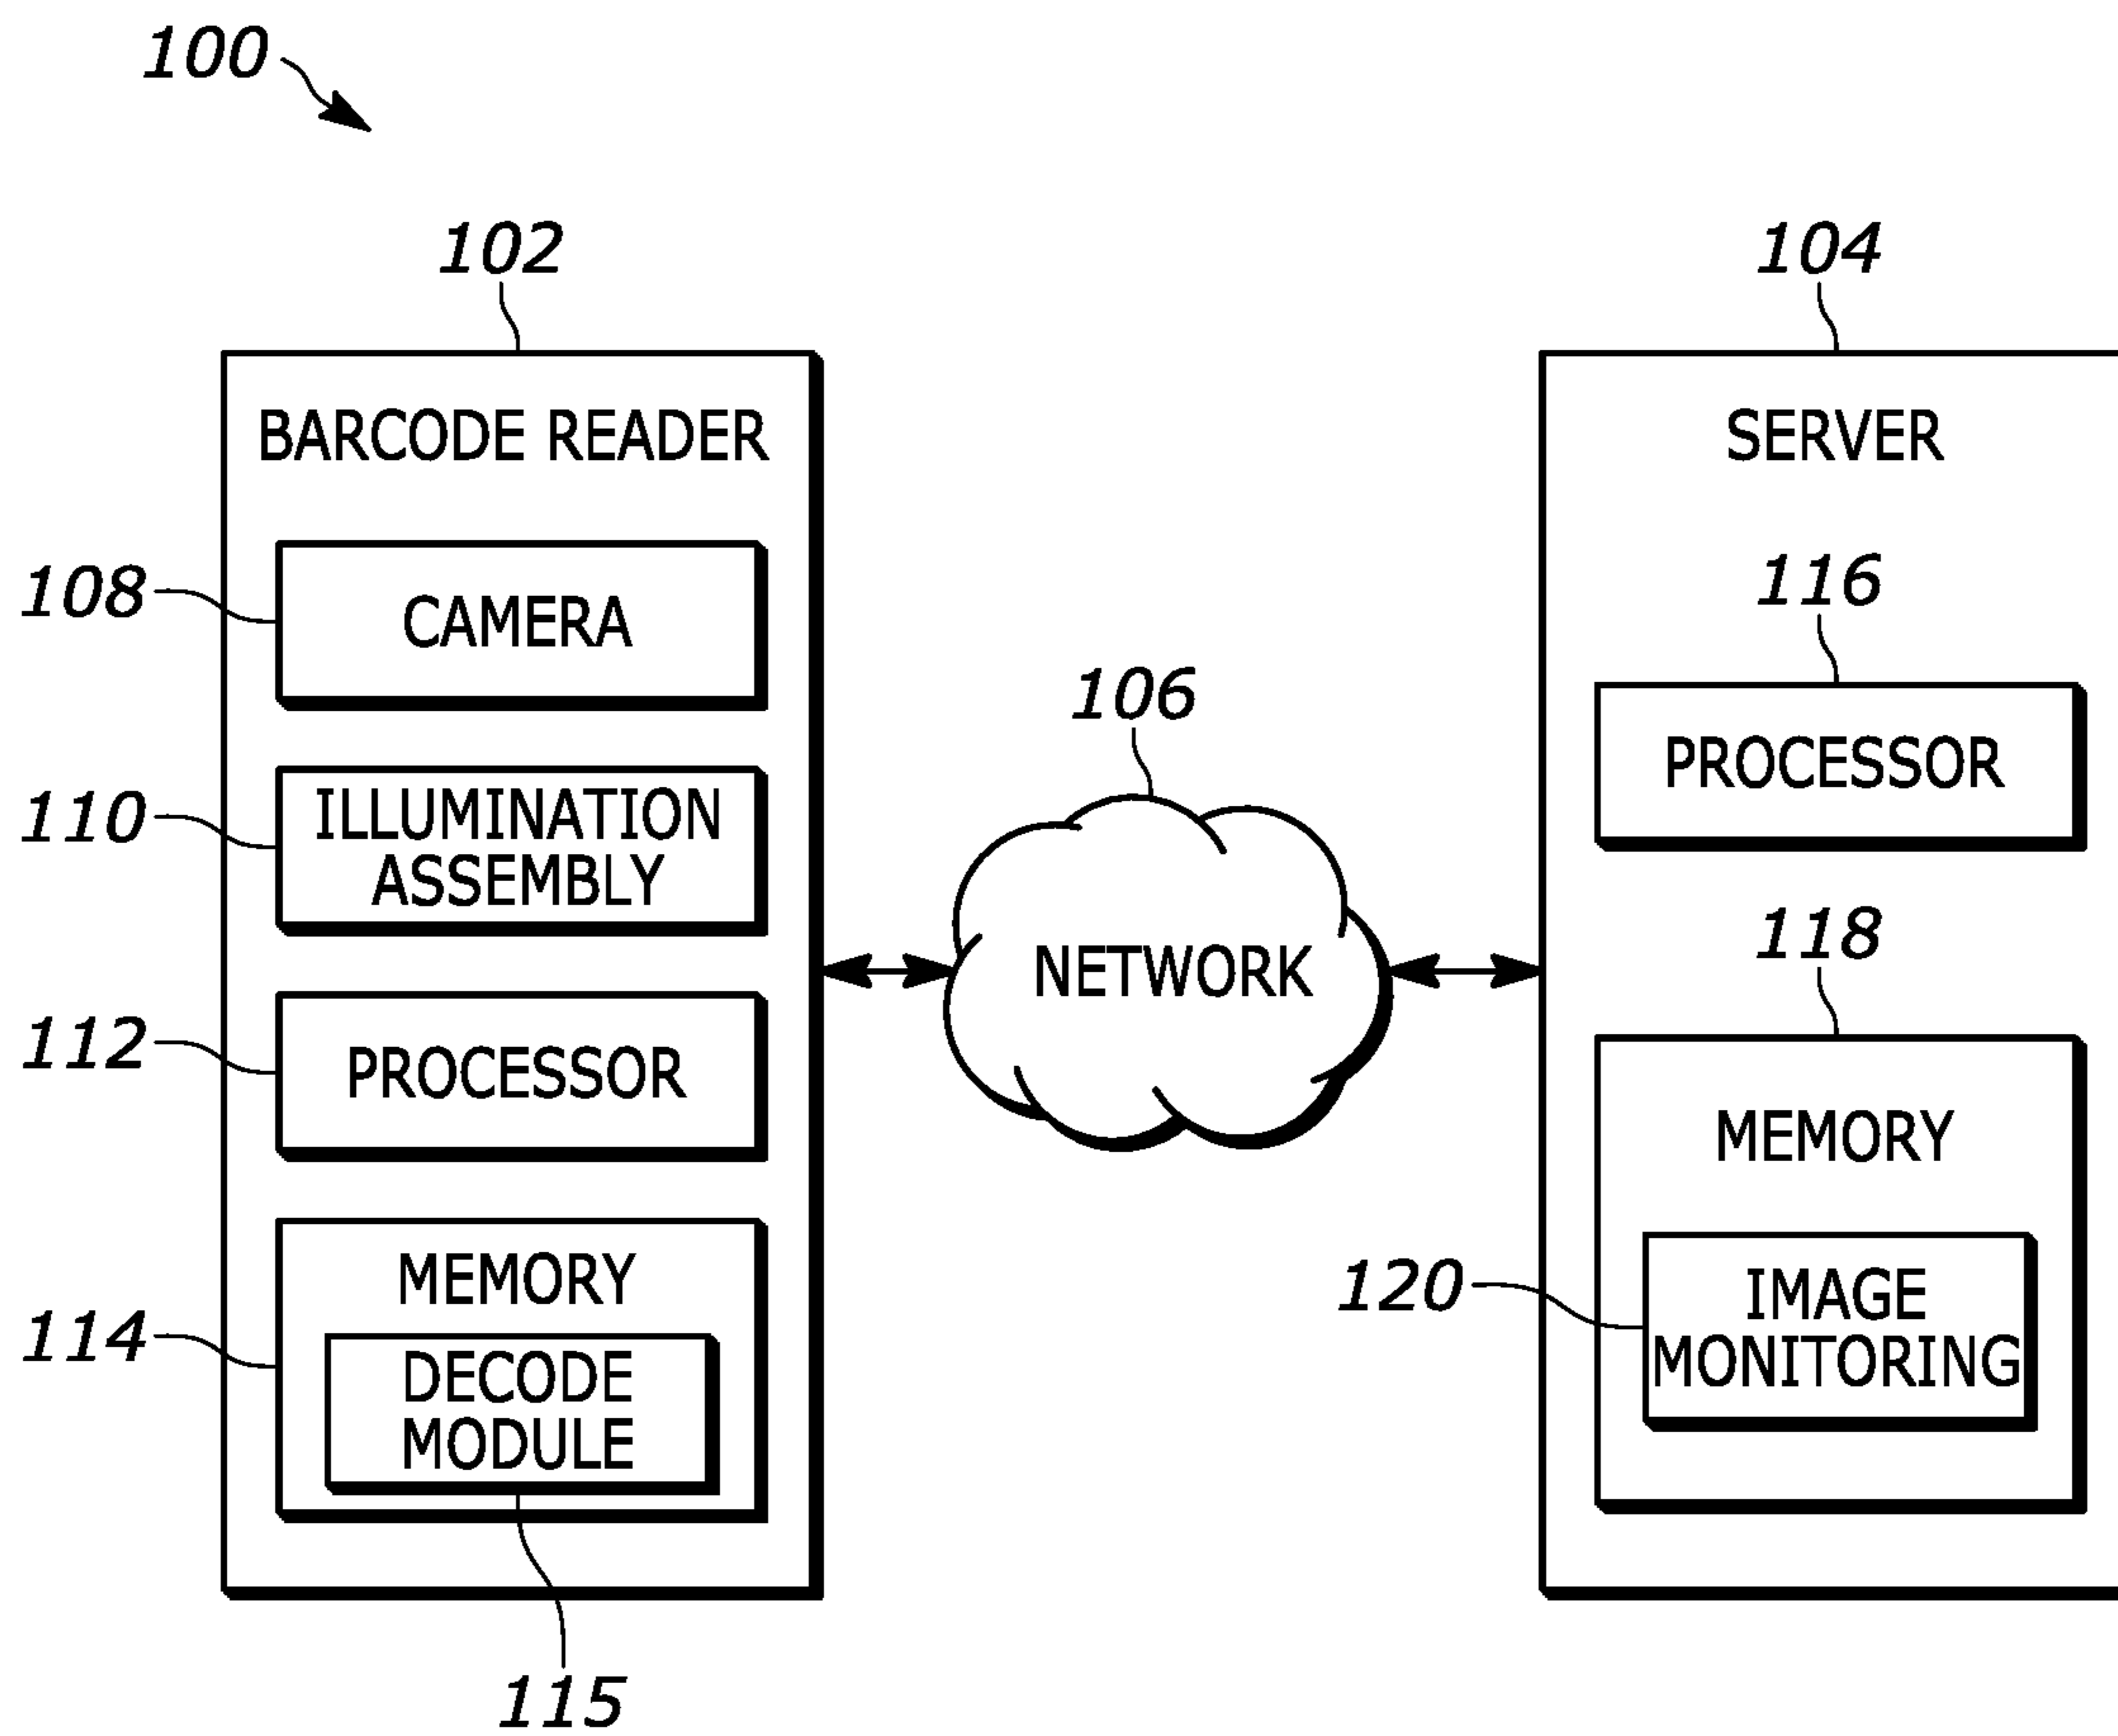 100
102
BARCODE READER
108
CAMERA
110
ILLUMINATION
ASSEMBLY
112
PROCESSOR
114
MEMORY
DECODE
MODULE
115
106
NETWORK
104
SERVER
116
PROCESSOR
118
MEMORY
120
IMAGE
MONITORING